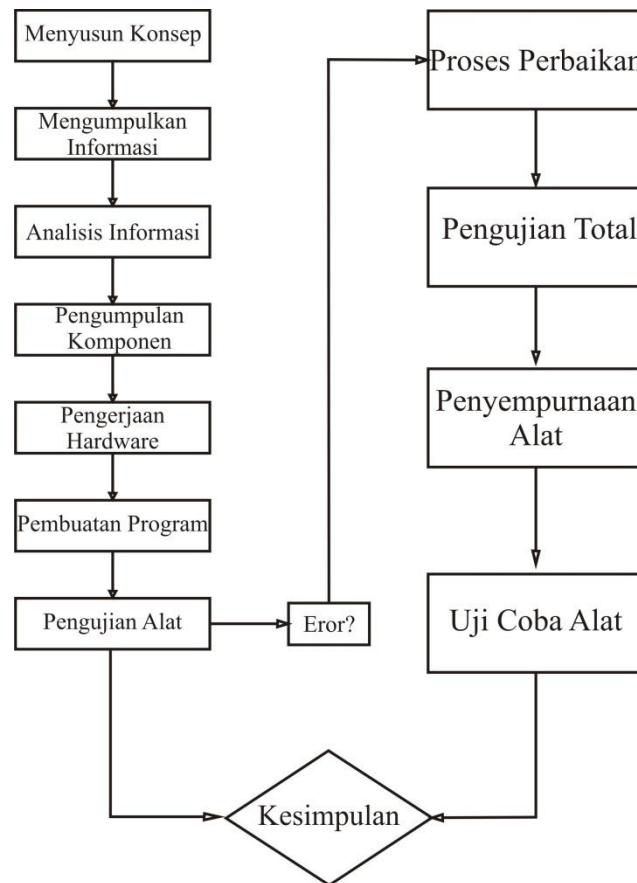 Menyusun Konsep
Mengumpulkan
Informasi
Analisis Informasi
Pengumpulan
Komponen
Pengerjaan
Hardware
Pembuatan Program
Pengujian Alat
Eror?
Proses Perbaikan
Pengujian Total
Penyempurnaan
Alat
Uji Coba Alat
Kesimpulan